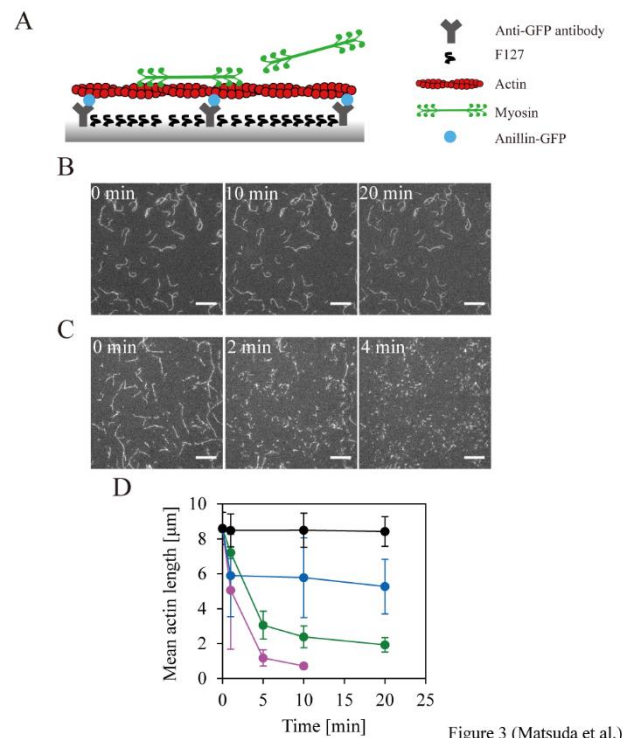 A
Anti-GFP antibody
F127
Actin
Myosin
Anillin-GFP
B
0 min
10 min
20 min
C
0 min
2 min
4 min
D
Mean actin length [μm]
10
8
6
4
2
0
0 5 10 15 20 25
Time [min]
Figure 3 (Matsuda et al.)